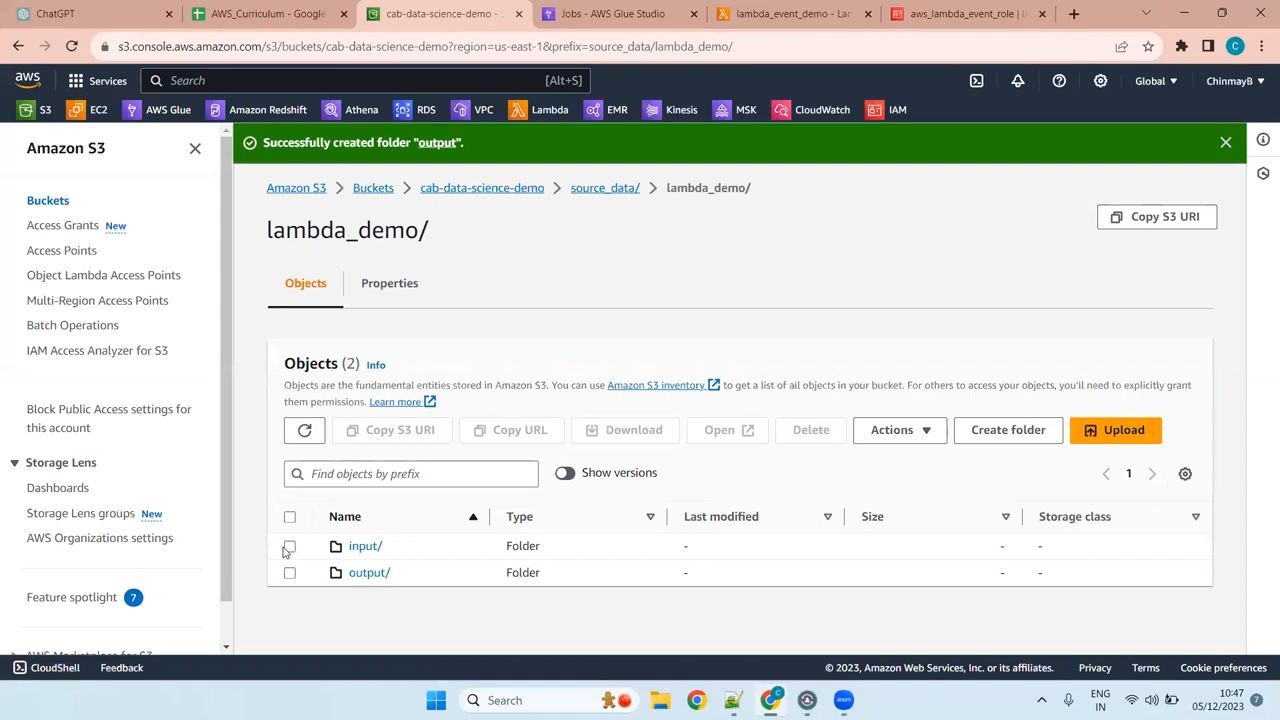 ChatGPT
AWS_Curriculum - Google
cab-data-science-demo -
Jobs - AWS Glue Studio
lambda_event_demo - Lan
aws_lambda_event_role | I
s3.console.aws.amazon.com/s3/buckets/cab-data-science-demo?region=us-east-1&prefix=source_data/lambda_demo/
C
aws
Services
Search
[Alt+S]
Global
ChinmayB
S3
EC2
AWS Glue
Amazon Redshift
Athena
RDS
VPC
Lambda
EMR
Kinesis
MSK
CloudWatch
IAM
Amazon S3
Buckets
Access Grants New
Access Points
Object Lambda Access Points
Multi-Region Access Points
Batch Operations
IAM Access Analyzer for S3
Block Public Access settings for
this account
Storage Lens
Dashboards
Storage Lens groups New
AWS Organizations settings
Feature spotlight 7
Successfully created folder "output".
Amazon S3 > Buckets > cab-data-science-demo > source_data/ > lambda_demo/
lambda_demo/
Copy S3 URI
Objects
Properties
Objects (2) Info
Objects are the fundamental entities stored in Amazon S3. You can use Amazon S3 inventory to get a list of all objects in your bucket. For others to access your objects, you'll need to explicitly grant
them permissions. Learn more
Copy S3 URI
Copy URL
Download
Open
Delete
Actions
Create folder
Upload
Find objects by prefix
Show versions
1
Name
Type
Last modified
Size
Storage class
input/ Folder - - -
output/ Folder - - -
CloudShell
Feedback
© 2023, Amazon Web Services, Inc. or its affiliates.
Privacy
Terms
Cookie preferences
Search
C
zoom
ENG
IN
10:47
05/12/2023
7